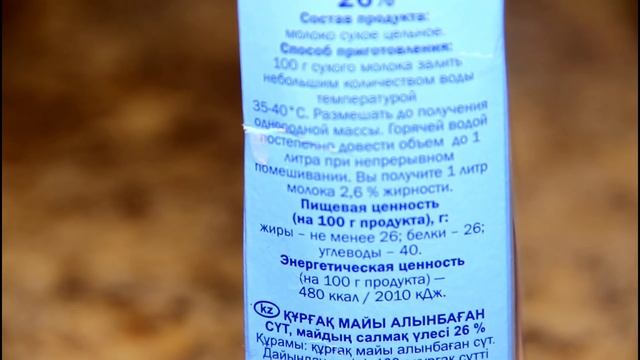 26%
Состав продукта:
молоко сухое цельное.
Способ приготовления:
100 г сухого молока залить
небольшим количеством воды
температурой
35-40°С. Размешать до получения
однородной массы. Горячей водой
постепенно довести объем до 1
литра при непрерывном
помешивании. Вы получите 1 литр
молока 2,6 % жирности.
Пищевая ценность
(на 100 г продукта), г:
жиры – не менее 26; белки – 26;
углеводы – 40.
Энергетическая ценность
(на 100 г продукта) —
480 ккал / 2010 кДж.
KZ ҚҰРҒАҚ МАЙЫ АЛЫНБАҒАН
СҮТ, майдың салмақ үлесі 26 %
Құрамы: құрғақ майы алынбаған сүт.
құрғақ сүтті